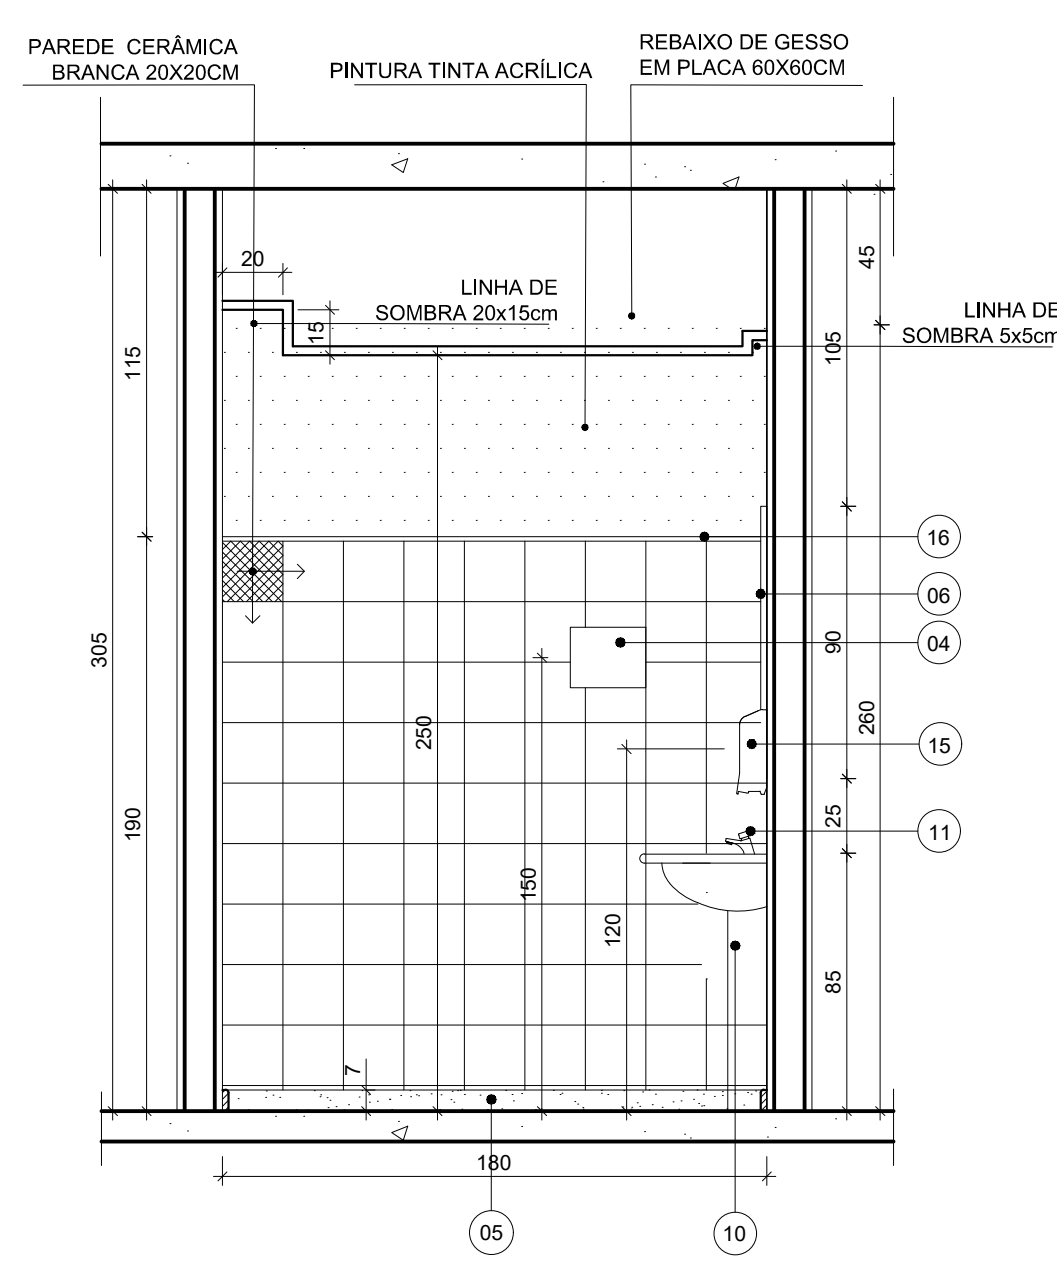 PAREDE CERÂMICA
BRANCA 20X20CM
PINTURA TINTA ACRÍLICA
REBAIXO DE GESSO
EM PLACA 60X60CM
20
LINHA DE
SOMBRA 20x15cm
15
45
LINHA DE
SOMBRA 5x5cm
115
105
16
06
04
305
90
250
260
15
190
25
11
150
120
10
85
7
180
05